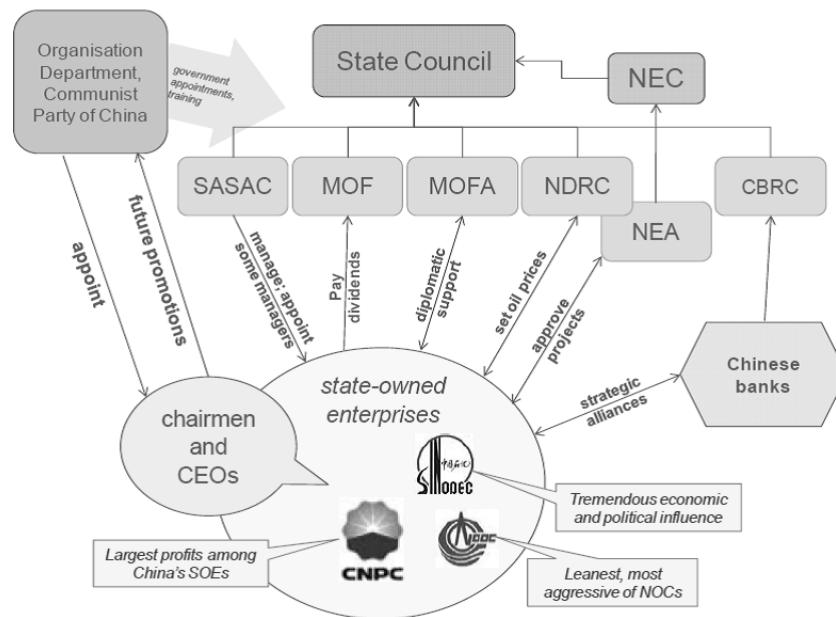 Organisation
Department,
Communist
Party of China
government
appointments,
training
State Council
NEC
SASAC
MOF
MOFA
NDRC
NEA
CBRC
appoint
future promotions
manage; appoint
some managers
Pay
dividends
diplomatic
support
set oil prices
approve
projects
strategic
alliances
Chinese
banks
state-owned
enterprises
chairmen
and
CEOs
SINOPEC
Tremendous economic
and political influence
CNPC
Largest profits among
China's SOEs
Leanest, most
aggressive of NOCs